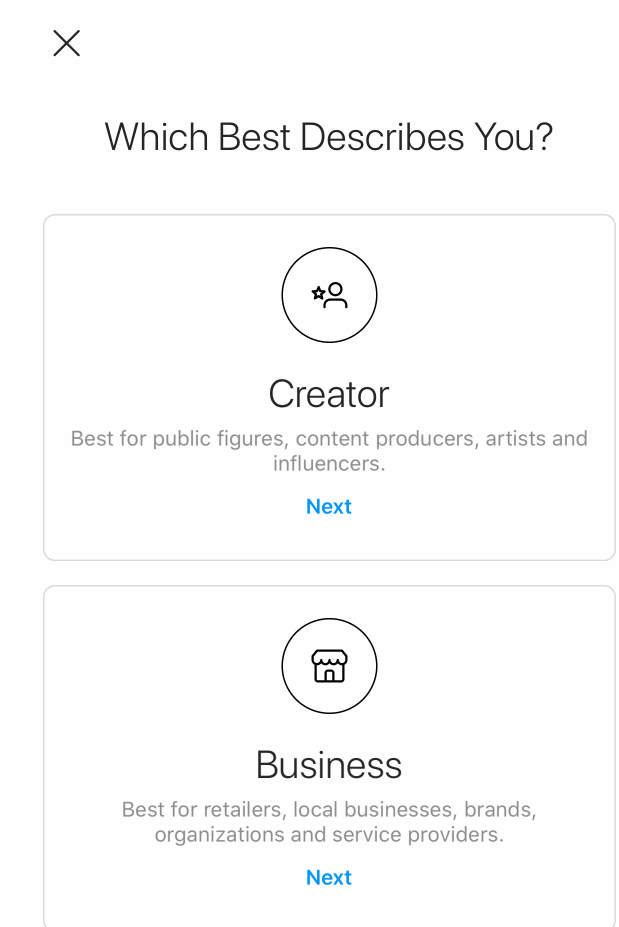 Which Best Describes You?
Creator
Best for public figures, content producers, artists and
influencers.
Next
Business
Best for retailers, local businesses, brands,
organizations and service providers.
Next